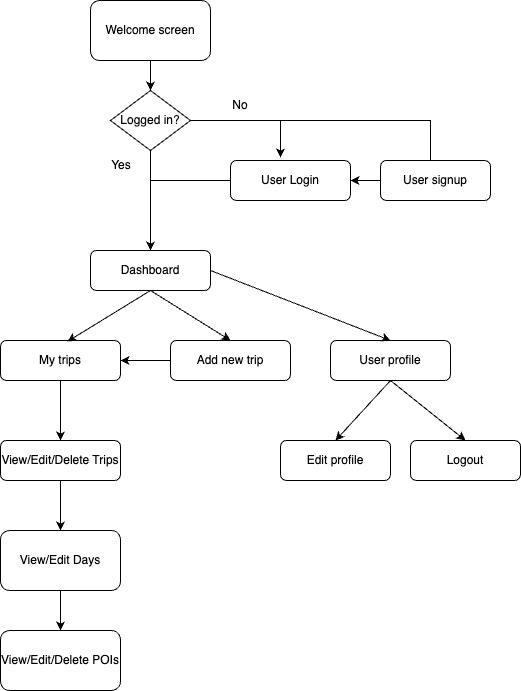 Welcome screen
Logged in?
No
Yes
User Login
User signup
Dashboard
My trips
Add new trip
User profile
View/Edit/Delete Trips
Edit profile
Logout
View/Edit Days
View/Edit/Delete POIs